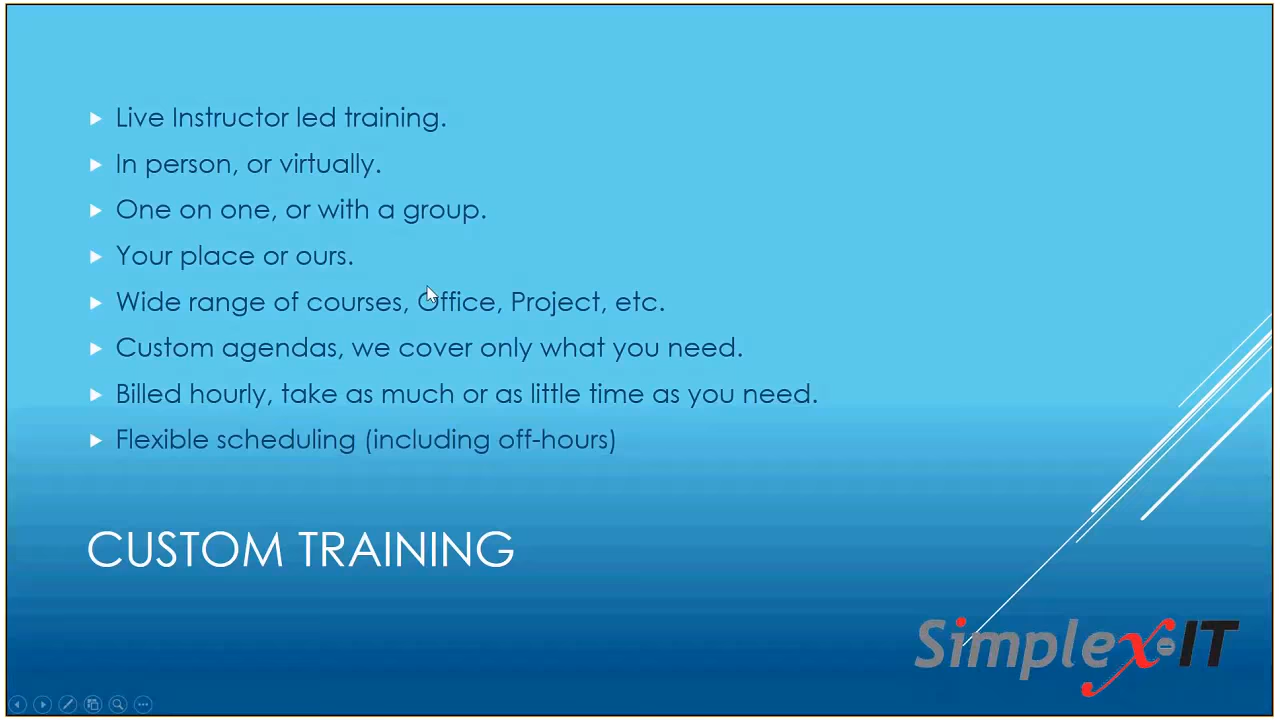 Live Instructor led training.
In person, or virtually.
One on one, or with a group.
Your place or ours.
Wide range of courses, Office, Project, etc.
Custom agendas, we cover only what you need.
Billed hourly, take as much or as little time as you need.
Flexible scheduling (including off-hours)
CUSTOM TRAINING
Simplex-IT